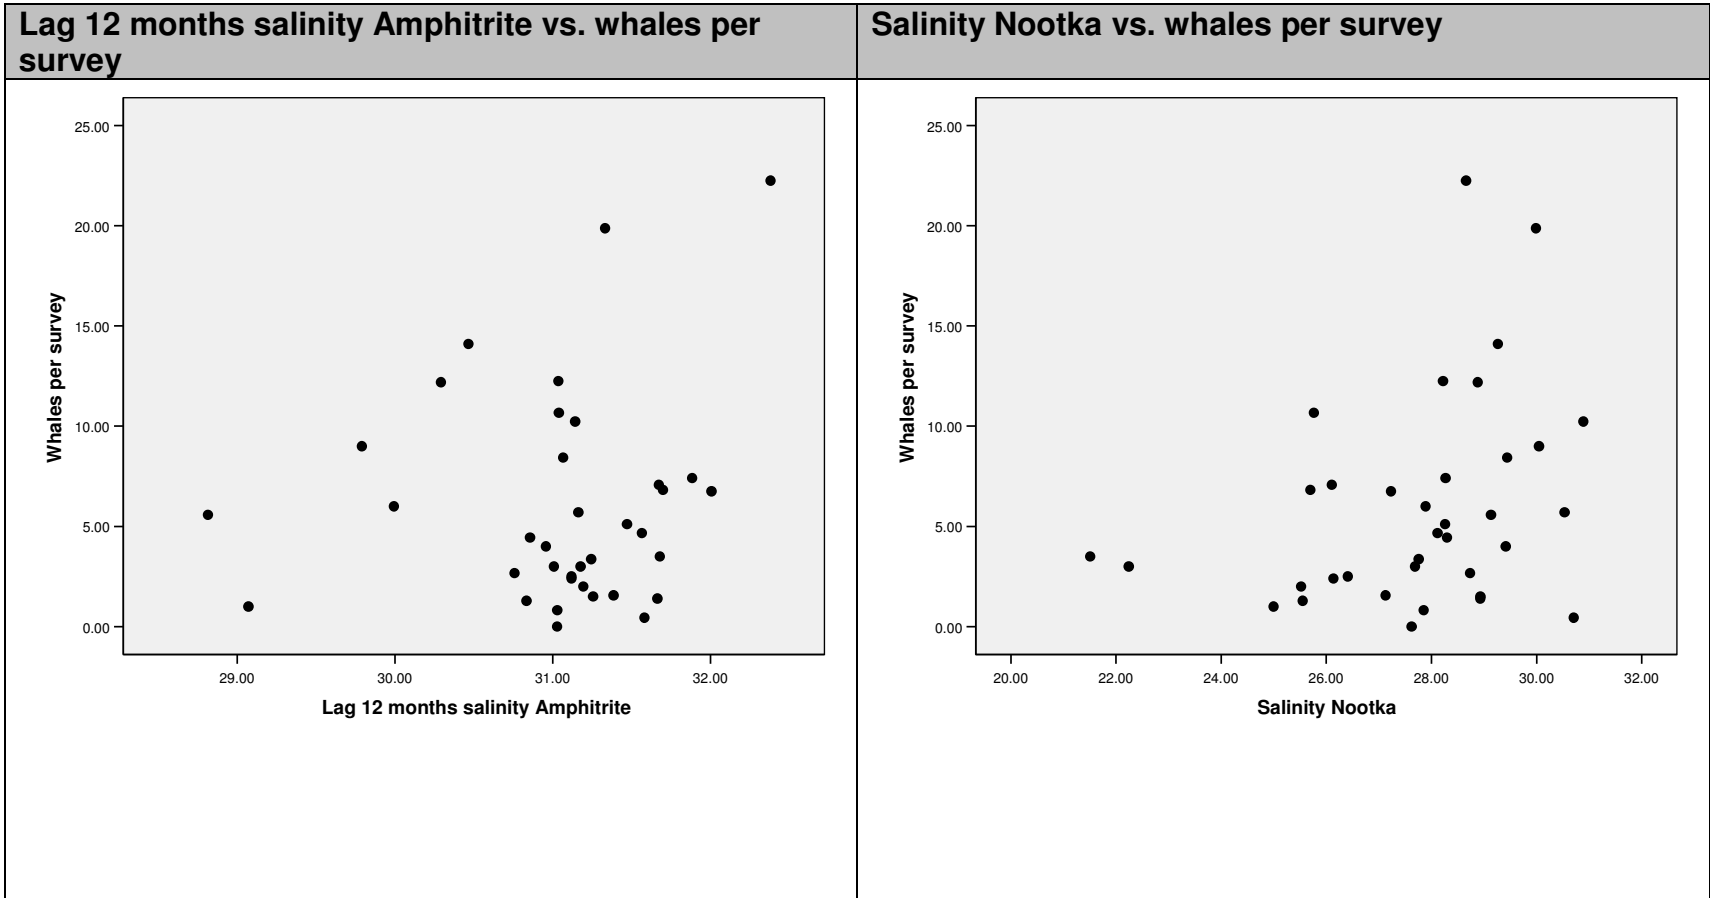 Lag 12 months salinity Amphitrite vs. whales per
survey
Salinity Nootka vs. whales per survey
25.00
20.00
15.00
10.00
5.00
0.00
Whales per survey
29.00 30.00 31.00 32.00
Lag 12 months salinity Amphitrite
25.00
20.00
15.00
10.00
5.00
0.00
Whales per survey
20.00 22.00 24.00 26.00 28.00 30.00 32.00
Salinity Nootka